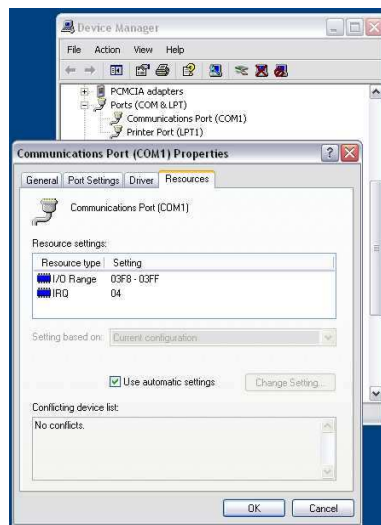 Device Manager
File Action View Help
PCMCIA adapters
Ports (COM & LPT)
Communications Port (COM1)
Printer Port (LPT1)
Communications Port (COM1) Properties
General Port Settings Driver Resources
Communications Port (COM1)
Resource settings:
Resource type Setting
I/O Range 03F8 - 03FF
IRQ 04
Setting based on: Current configuration
Use automatic settings Change Setting...
Conflicting device list:
No conflicts.
OK Cancel